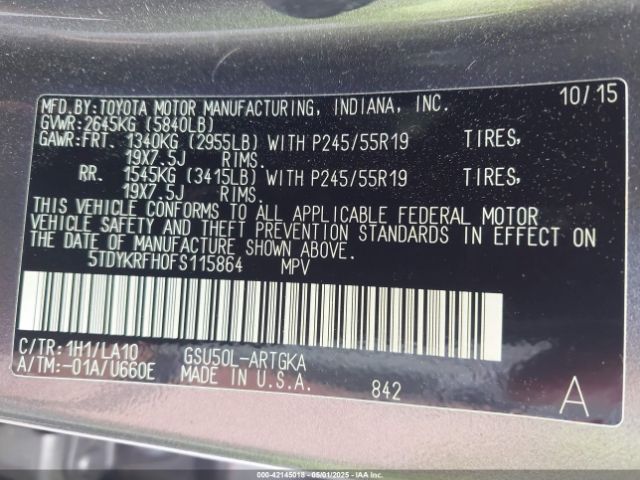 MFD.BY:TOYOTA MOTOR MANUFACTURING, INDIANA, INC. 10/15
GVWR:2645KG (5840LB)
GAWR:FRT. 1340KG (2955LB) WITH P245/55R19 TIRES,
19X7.5J RIMS.
RR. 1545KG (3415LB) WITH P245/55R19 TIRES,
19X7.5J RIMS.
THIS VEHICLE CONFORMS TO ALL APPLICABLE FEDERAL MOTOR
VEHICLE SAFETY AND THEFT PREVENTION STANDARDS IN EFFECT ON
THE DATE OF MANUFACTURE SHOWN ABOVE.
5TDYKRFH0FS115864 MPV
C/TR:1H1/LA10 GSU50L-ARTGKA
A/TM:-01A/U660E MADE IN U.S.A. 842 A
000-42145018 - 05/01/2025 - IAAI.COM